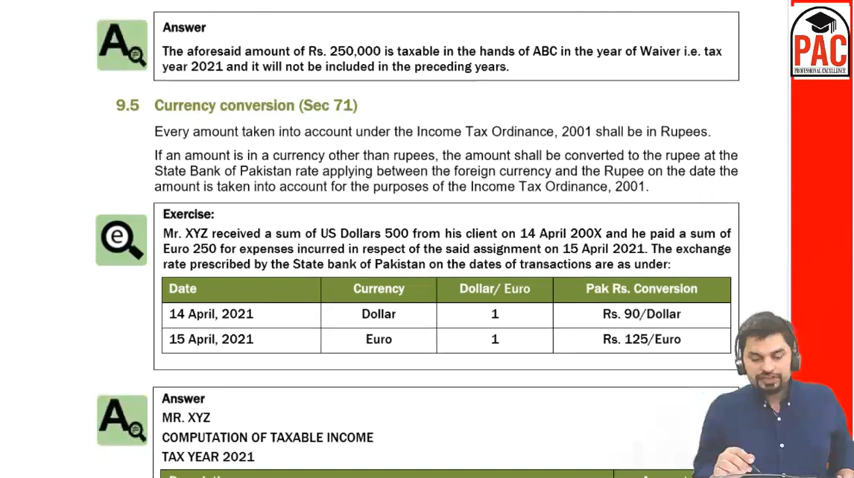 Answer
The aforesaid amount of Rs. 250,000 is taxable in the hands of ABC in the year of Waiver i.e. tax
year 2021 and it will not be included in the preceding years.
PAC
PROFESSIONAL EXCELLENCE
9.5 Currency conversion (Sec 71)
Every amount taken into account under the Income Tax Ordinance, 2001 shall be in Rupees.
If an amount is in a currency other than rupees, the amount shall be converted to the rupee at the
State Bank of Pakistan rate applying between the foreign currency and the Rupee on the date the
amount is taken into account for the purposes of the Income Tax Ordinance, 2001.
Exercise:
Mr. XYZ received a sum of US Dollars 500 from his client on 14 April 200X and he paid a sum of
Euro 250 for expenses incurred in respect of the said assignment on 15 April 2021. The exchange
rate prescribed by the State bank of Pakistan on the dates of transactions are as under:
Date Currency Dollar/ Euro Pak Rs. Conversion
14 April, 2021 Dollar 1 Rs. 90/Dollar
15 April, 2021 Euro 1 Rs. 125/Euro
Answer
MR. XYZ
COMPUTATION OF TAXABLE INCOME
TAX YEAR 2021